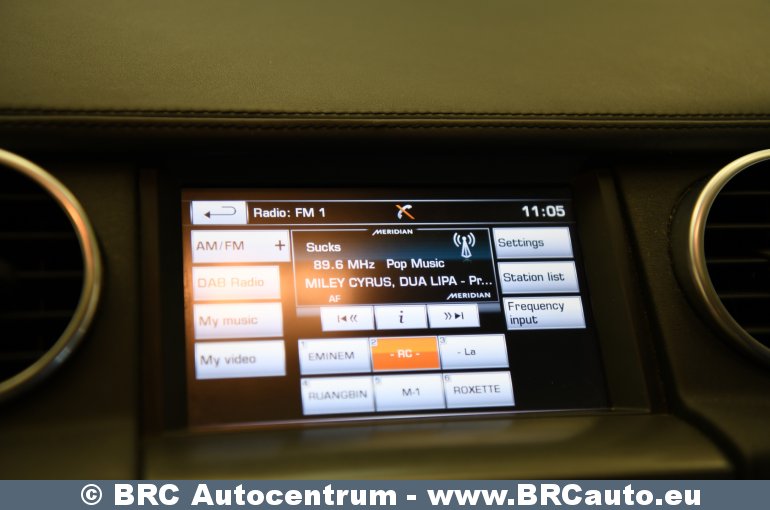 Radio: FM 1
11:05
MERIDIAN
AM/FM +
Sucks
Settings
89.6 MHz Pop Music
DAB Radio
MILEY CYRUS, DUA LIPA - Pr...
Station list
AF
MERIDIAN
My music
i
Frequency
input
My video
1 EMINEM
2 - RC -
3 - La
4 RUANGBIN
5 M-1
6 ROXETTE
© BRC Autocentrum - www.BRCauto.eu